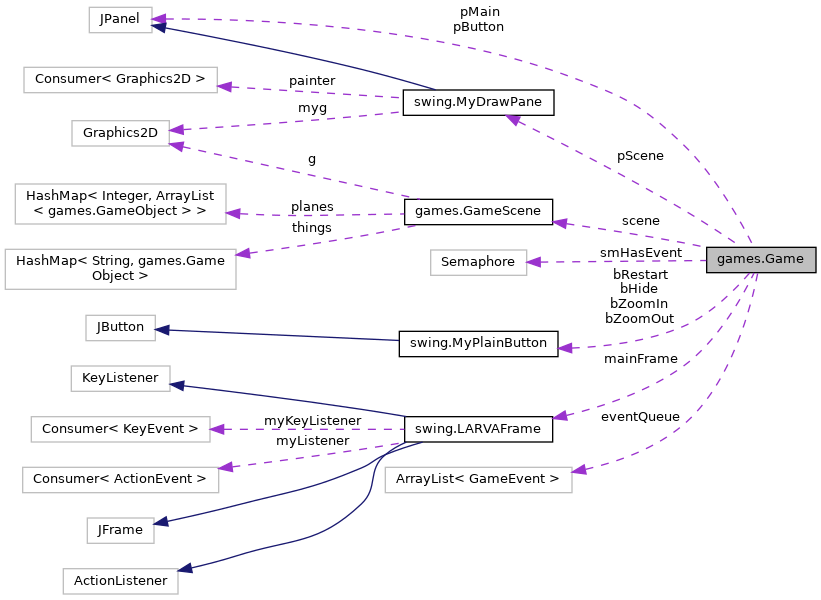 JPanel
pMain
pButton
Consumer< Graphics2D >
painter
swing.MyDrawPane
myg
Graphics2D
pScene
g
HashMap< Integer, ArrayList
< games.GameObject > >
planes
games.GameScene
scene
things
HashMap< String, games.Game
Object >
Semaphore
smHasEvent
games.Game
bRestart
bHide
bZoomIn
bZoomOut
JButton
swing.MyPlainButton
mainFrame
KeyListener
myKeyListener
Consumer< KeyEvent >
swing.LARVAFrame
eventQueue
myListener
Consumer< ActionEvent >
ArrayList< GameEvent >
JFrame
ActionListener